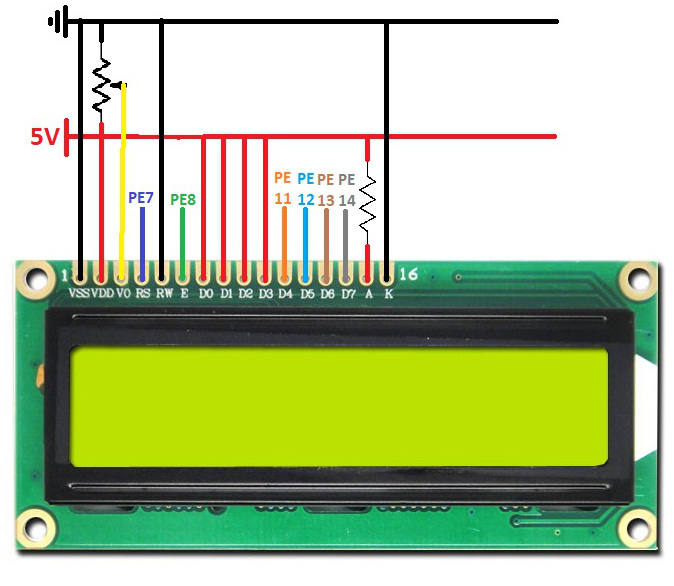 5V
PE7
PE8
PE
11
PE
12
PE
13
PE
14
1
16
VSS VDD V0 RS RW E D0 D1 D2 D3 D4 D5 D6 D7 A K